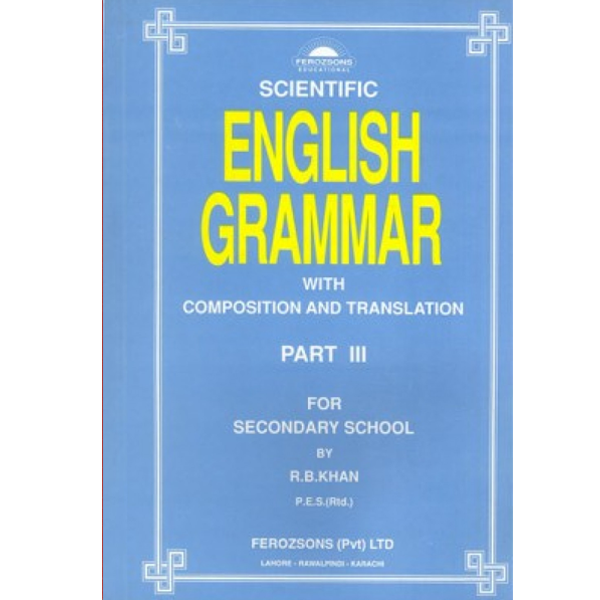 FEROZSONS
EDUCATIONAL
SCIENTIFIC
ENGLISH
GRAMMAR
WITH
COMPOSITION AND TRANSLATION
PART III
FOR
SECONDARY SCHOOL
BY
R.B.KHAN
P.E.S.(Rtd.)
FEROZSONS (Pvt) LTD
LAHORE - RAWALPINDI - KARACHI